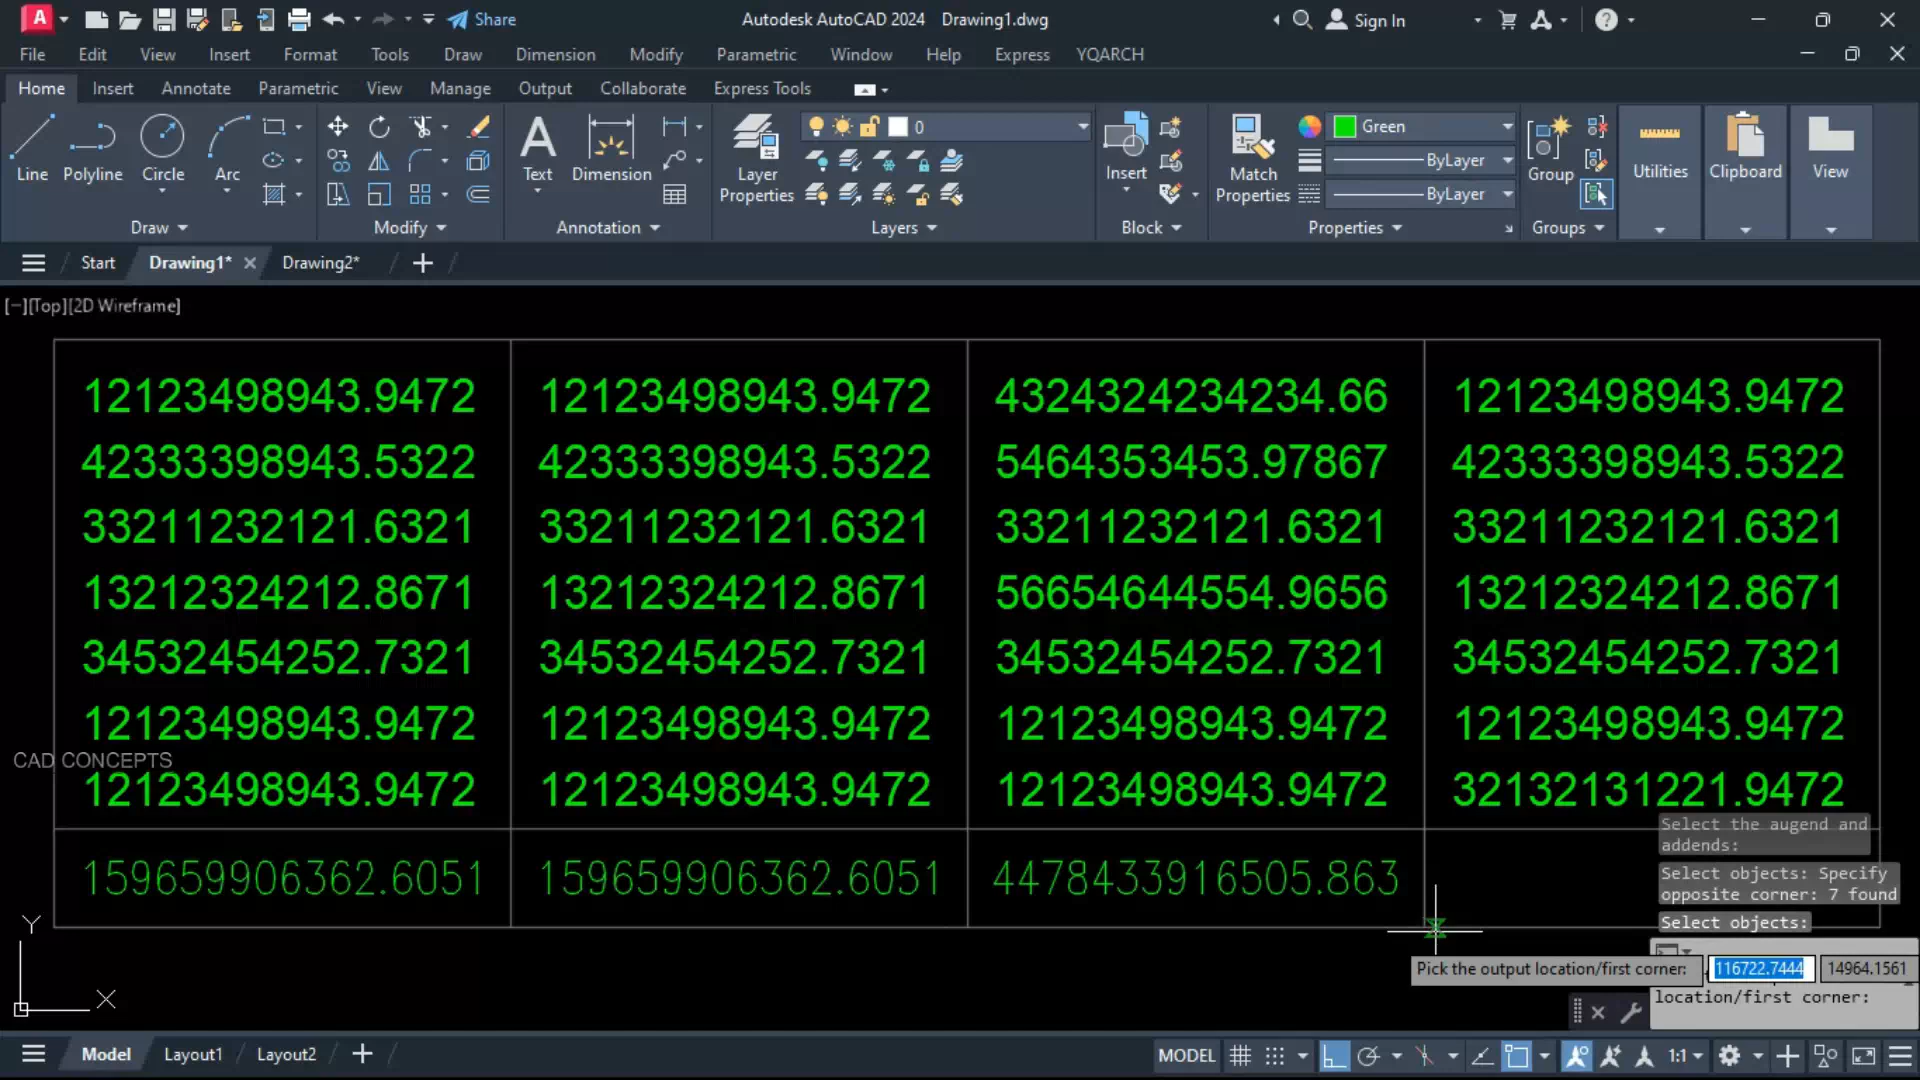 A Share Autodesk AutoCAD 2024 Drawing1.dwg Sign In
File Edit View Insert Format Tools Draw Dimension Modify Parametric Window Help Express YQARCH
Home Insert Annotate Parametric View Manage Output Collaborate Express Tools
0 Green
ByLayer
ByLayer
Line Polyline Circle Arc Text Dimension Layer Properties Insert Match Properties Group Utilities Clipboard View
Draw Modify Annotation Layers Block Properties Groups
Start Drawing1* Drawing2*
[−][Top][2D Wireframe]
12123498943.9472 12123498943.9472 4324324234234.66 12123498943.9472
42333398943.5322 42333398943.5322 5464353453.97867 42333398943.5322
33211232121.6321 33211232121.6321 33211232121.6321 33211232121.6321
13212324212.8671 13212324212.8671 56654644554.9656 13212324212.8671
34532454252.7321 34532454252.7321 34532454252.7321 34532454252.7321
12123498943.9472 12123498943.9472 12123498943.9472 12123498943.9472
CAD CONCEPTS
12123498943.9472 12123498943.9472 12123498943.9472 32132131221.9472
159659906362.6051 159659906362.6051 4478433916505.863
Select the augend and
addends:
Select objects: Specify
opposite corner: 7 found
Select objects:
Pick the output location/first corner: 116722.7444 14964.1561
location/first corner:
Y
X
Model Layout1 Layout2 MODEL 1:1